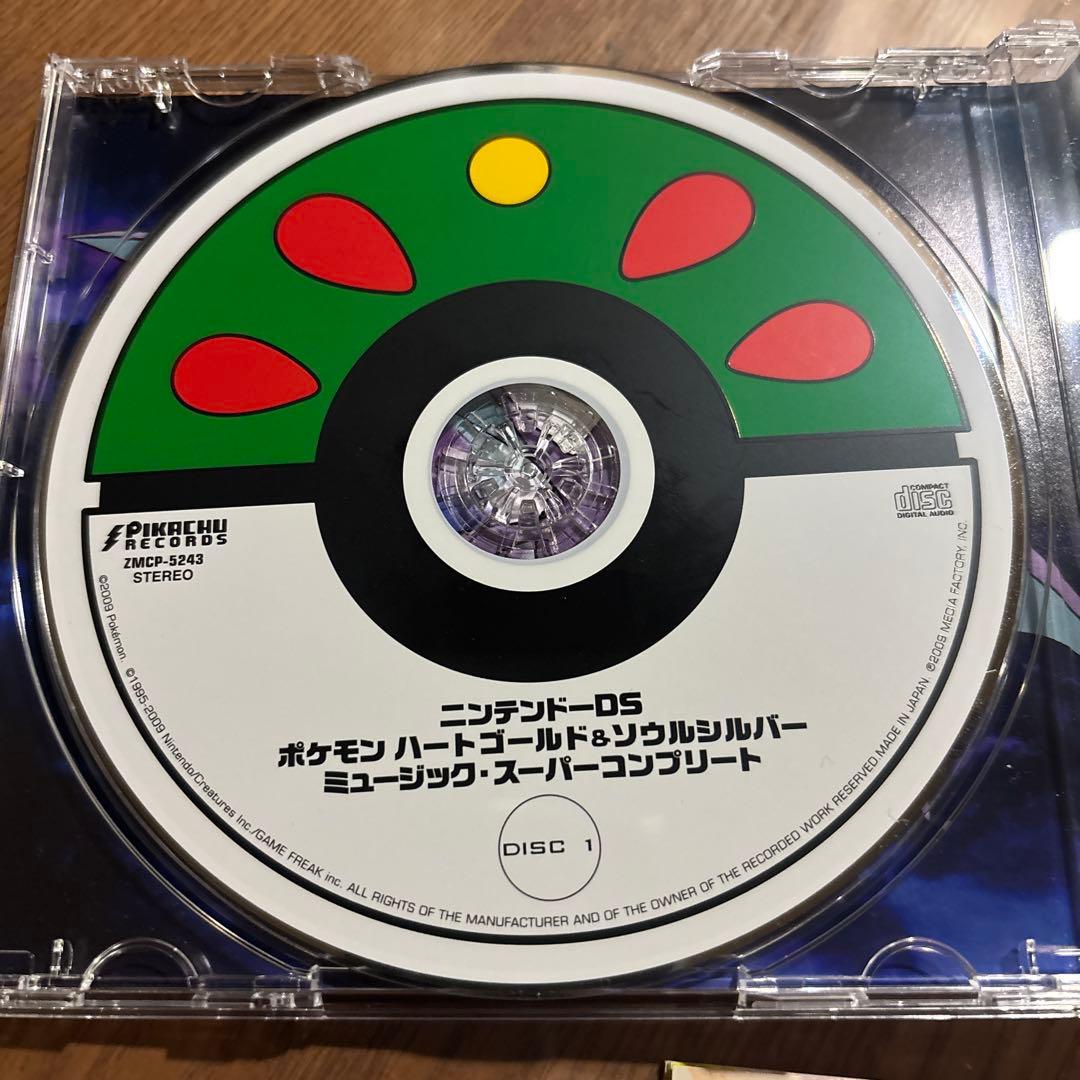 PIKACHU
RECORDS
ZMCP-5243
STEREO
COMPACT
disc
DIGITAL AUDIO
ニンテンドーDS
ポケモン ハートゴールド&ソウルシルバー
ミュージック・スーパーコンプリート
DISC 1
©2009 Pokémon. ©1995-2009 Nintendo/Creatures Inc./GAME FREAK inc. ALL RIGHTS OF THE MANUFACTURER AND OF THE OWNER OF THE RECORDED WORK RESERVED.MADE IN JAPAN. ℗2009 MEDIA FACTORY, INC.